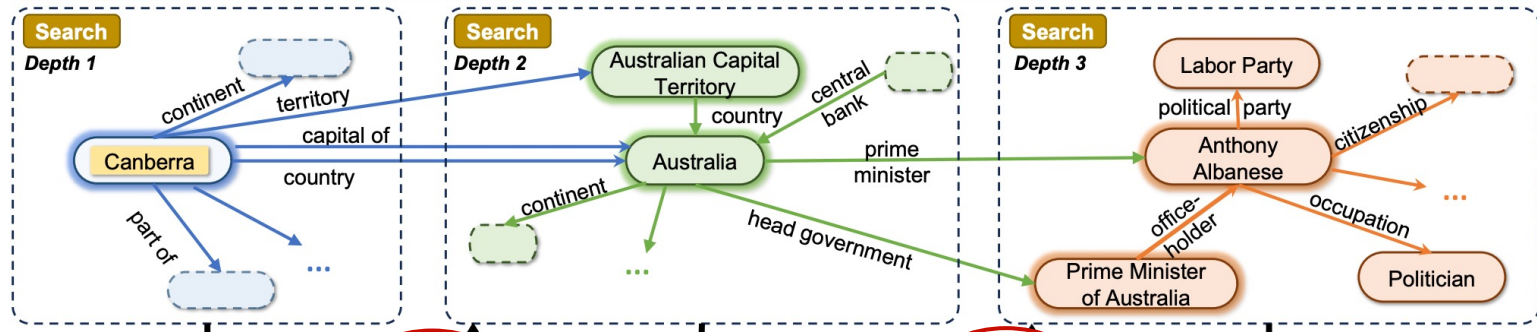 Search
Depth 1
continent
territory
capital of
Canberra
country
part of
...
Search
Depth 2
Australian Capital
Territory
central
bank
country
Australia
prime
minister
continent
head government
...
Search
Depth 3
Labor Party
political party
citizenship
Anthony
Albanese
...
office-
holder
occupation
Prime Minister
of Australia
Politician